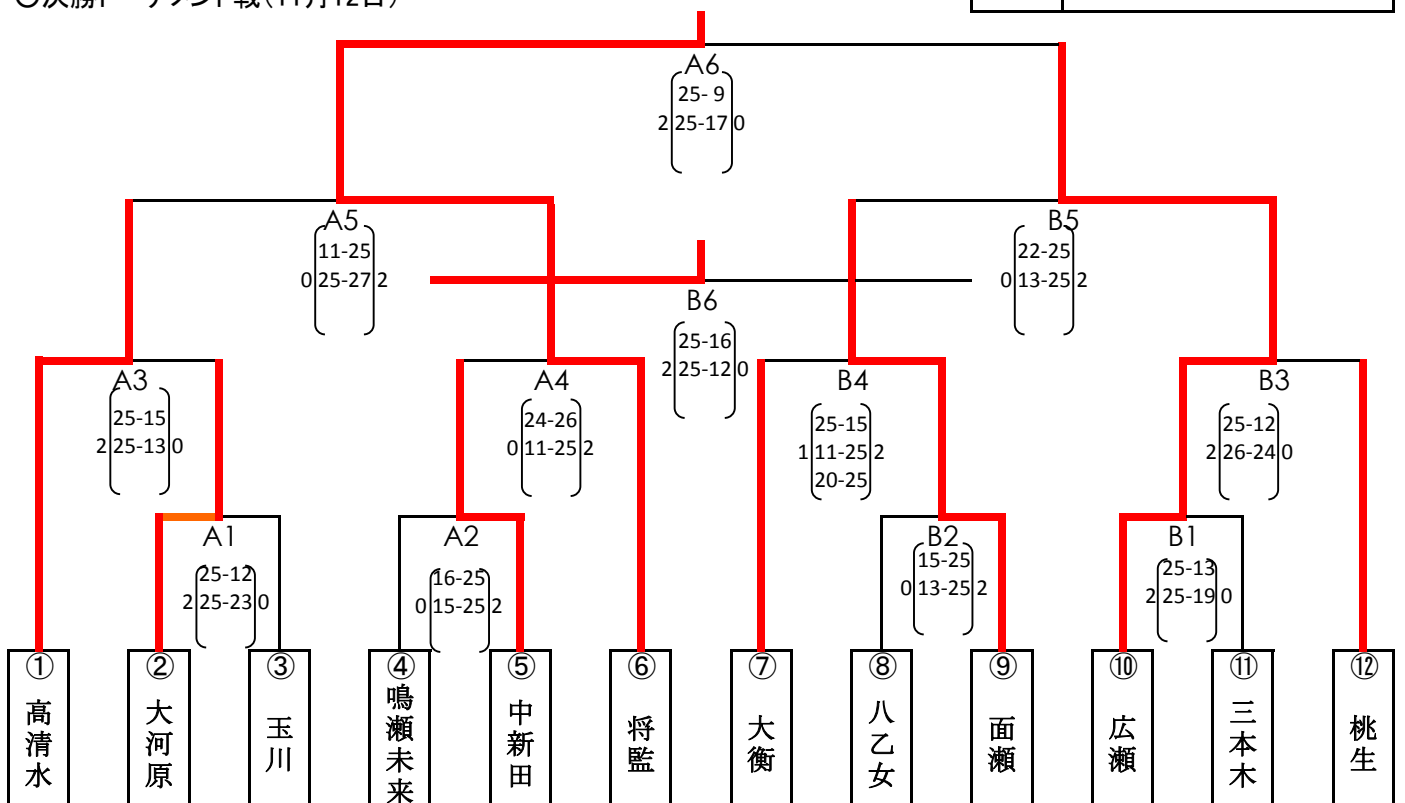 A6
25- 9
2 25-17 0
A5
11-25
0 25-27 2
B5
22-25
0 13-25 2
B6
25-16
2 25-12 0
A3
25-15
2 25-13 0
A4
24-26
0 11-25 2
B4
25-15
1 11-25 2
20-25
B3
25-12
2 26-24 0
A1
25-12
2 25-23 0
A2
16-25
0 15-25 2
B2
15-25
0 13-25 2
B1
25-13
2 25-19 0
① 高清水
② 大河原
③ 玉川
④ 鳴瀬未来
⑤ 中新田
⑥ 将監
⑦ 大衡
⑧ 八乙女
⑨ 面瀬
⑩ 広瀬
⑪ 三本木
⑫ 桃生